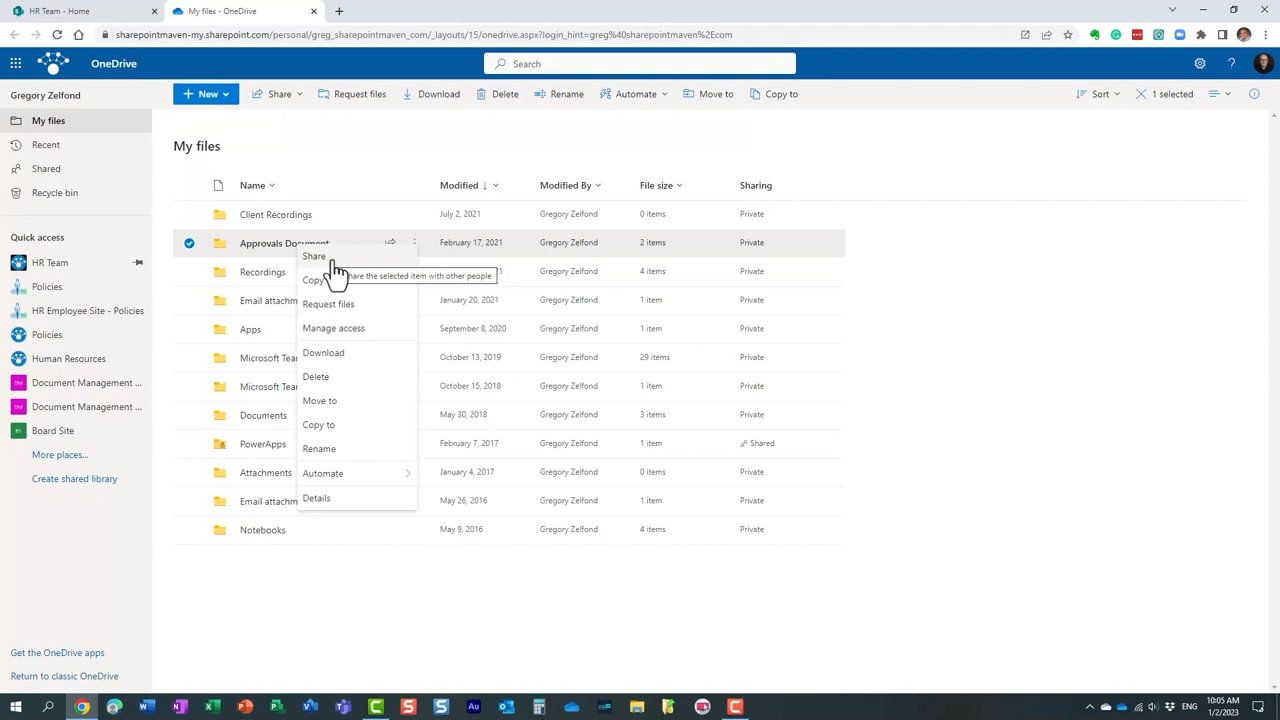 HR Team - Home
My files - OneDrive
sharepointmaven-my.sharepoint.com/personal/greg_sharepointmaven_com/_layouts/15/onedrive.aspx?login_hint=greg%40sharepointmaven%2Ecom
OneDrive
Search
Gregory Zelfond
New
Share
Request files
Download
Delete
Rename
Automate
Move to
Copy to
Sort
1 selected
My files
Recent
Shared
Recycle bin
Quick access
HR Team
Policies
HR Employee Site - Policies
Policies
Human Resources
Document Management ...
Document Management ...
Board Site
More places...
Create shared library
Get the OneDrive apps
Return to classic OneDrive
My files
Name Modified Modified By File size Sharing
Client Recordings July 2, 2021 Gregory Zelfond 0 items Private
Approvals Document February 17, 2021 Gregory Zelfond 2 items Private
Recordings Gregory Zelfond 4 items Private
Email attachm January 20, 2021 Gregory Zelfond 1 item Private
Apps September 8, 2020 Gregory Zelfond 1 item Private
Microsoft Tea October 13, 2019 Gregory Zelfond 29 items Private
Microsoft Tea October 15, 2018 Gregory Zelfond 1 item Private
Documents May 30, 2018 Gregory Zelfond 3 items Private
PowerApps February 7, 2017 Gregory Zelfond 1 item Shared
Attachments January 4, 2017 Gregory Zelfond 0 items Private
Email attachm May 26, 2016 Gregory Zelfond 1 item Private
Notebooks May 9, 2016 Gregory Zelfond 4 items Private
Share
hare the selected item with other people
Copy
Request files
Manage access
Download
Delete
Move to
Copy to
Rename
Automate
Details
ENG
10:05 AM
1/2/2023